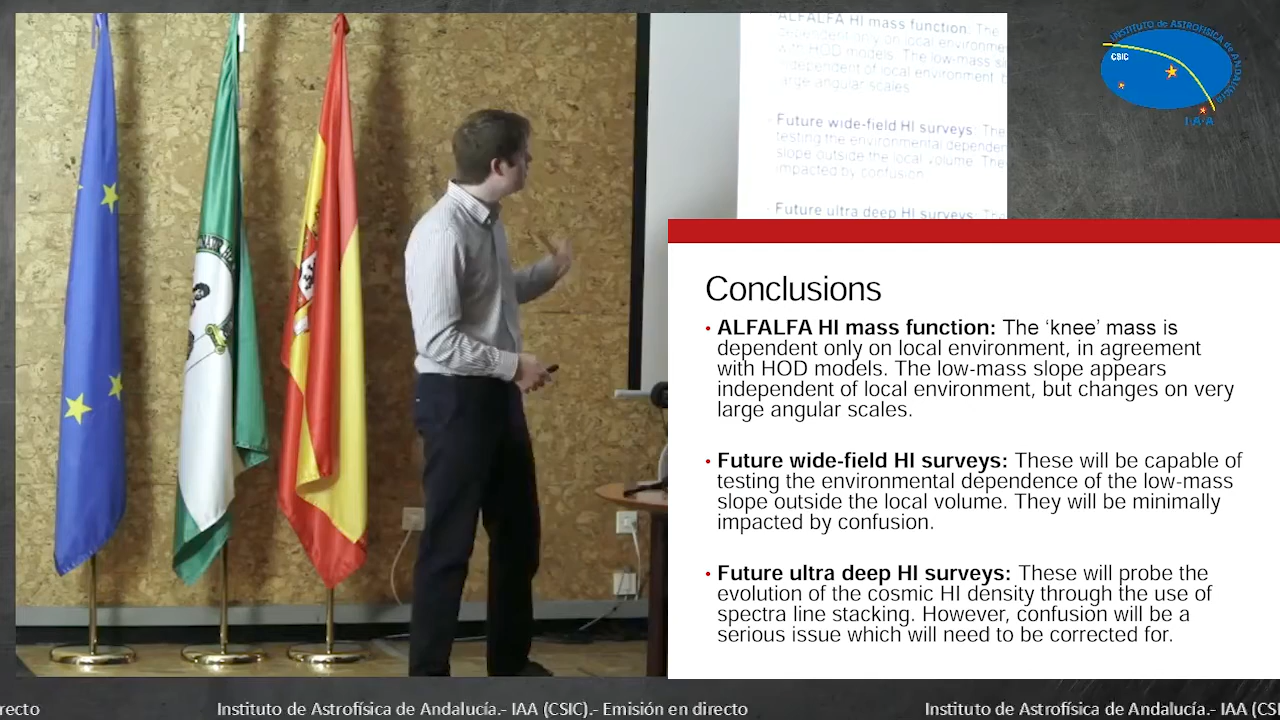 ALFALFA HI mass function: The
dependent only on local environme
with HOD models. The low-mass sl
independent of local environment, b
large angular scales.
Future wide-field HI surveys: The
testing the environmental dependen
slope outside the local volume. The
impacted by confusion.
Future ultra deep HI surveys:
INSTITUTO de ASTROFÍSICA de ANDALUCÍA
CSIC
I·A·A
Conclusions
• ALFALFA HI mass function: The ‘knee’ mass is
dependent only on local environment, in agreement
with HOD models. The low-mass slope appears
independent of local environment, but changes on very
large angular scales.
• Future wide-field HI surveys: These will be capable of
testing the environmental dependence of the low-mass
slope outside the local volume. They will be minimally
impacted by confusion.
• Future ultra deep HI surveys: These will probe the
evolution of the cosmic HI density through the use of
spectra line stacking. However, confusion will be a
serious issue which will need to be corrected for.
recto
Instituto de Astrofísica de Andalucía.- IAA (CSIC).- Emisión en directo
Instituto de Astrofísica de Andalucía.- IAA (CSI